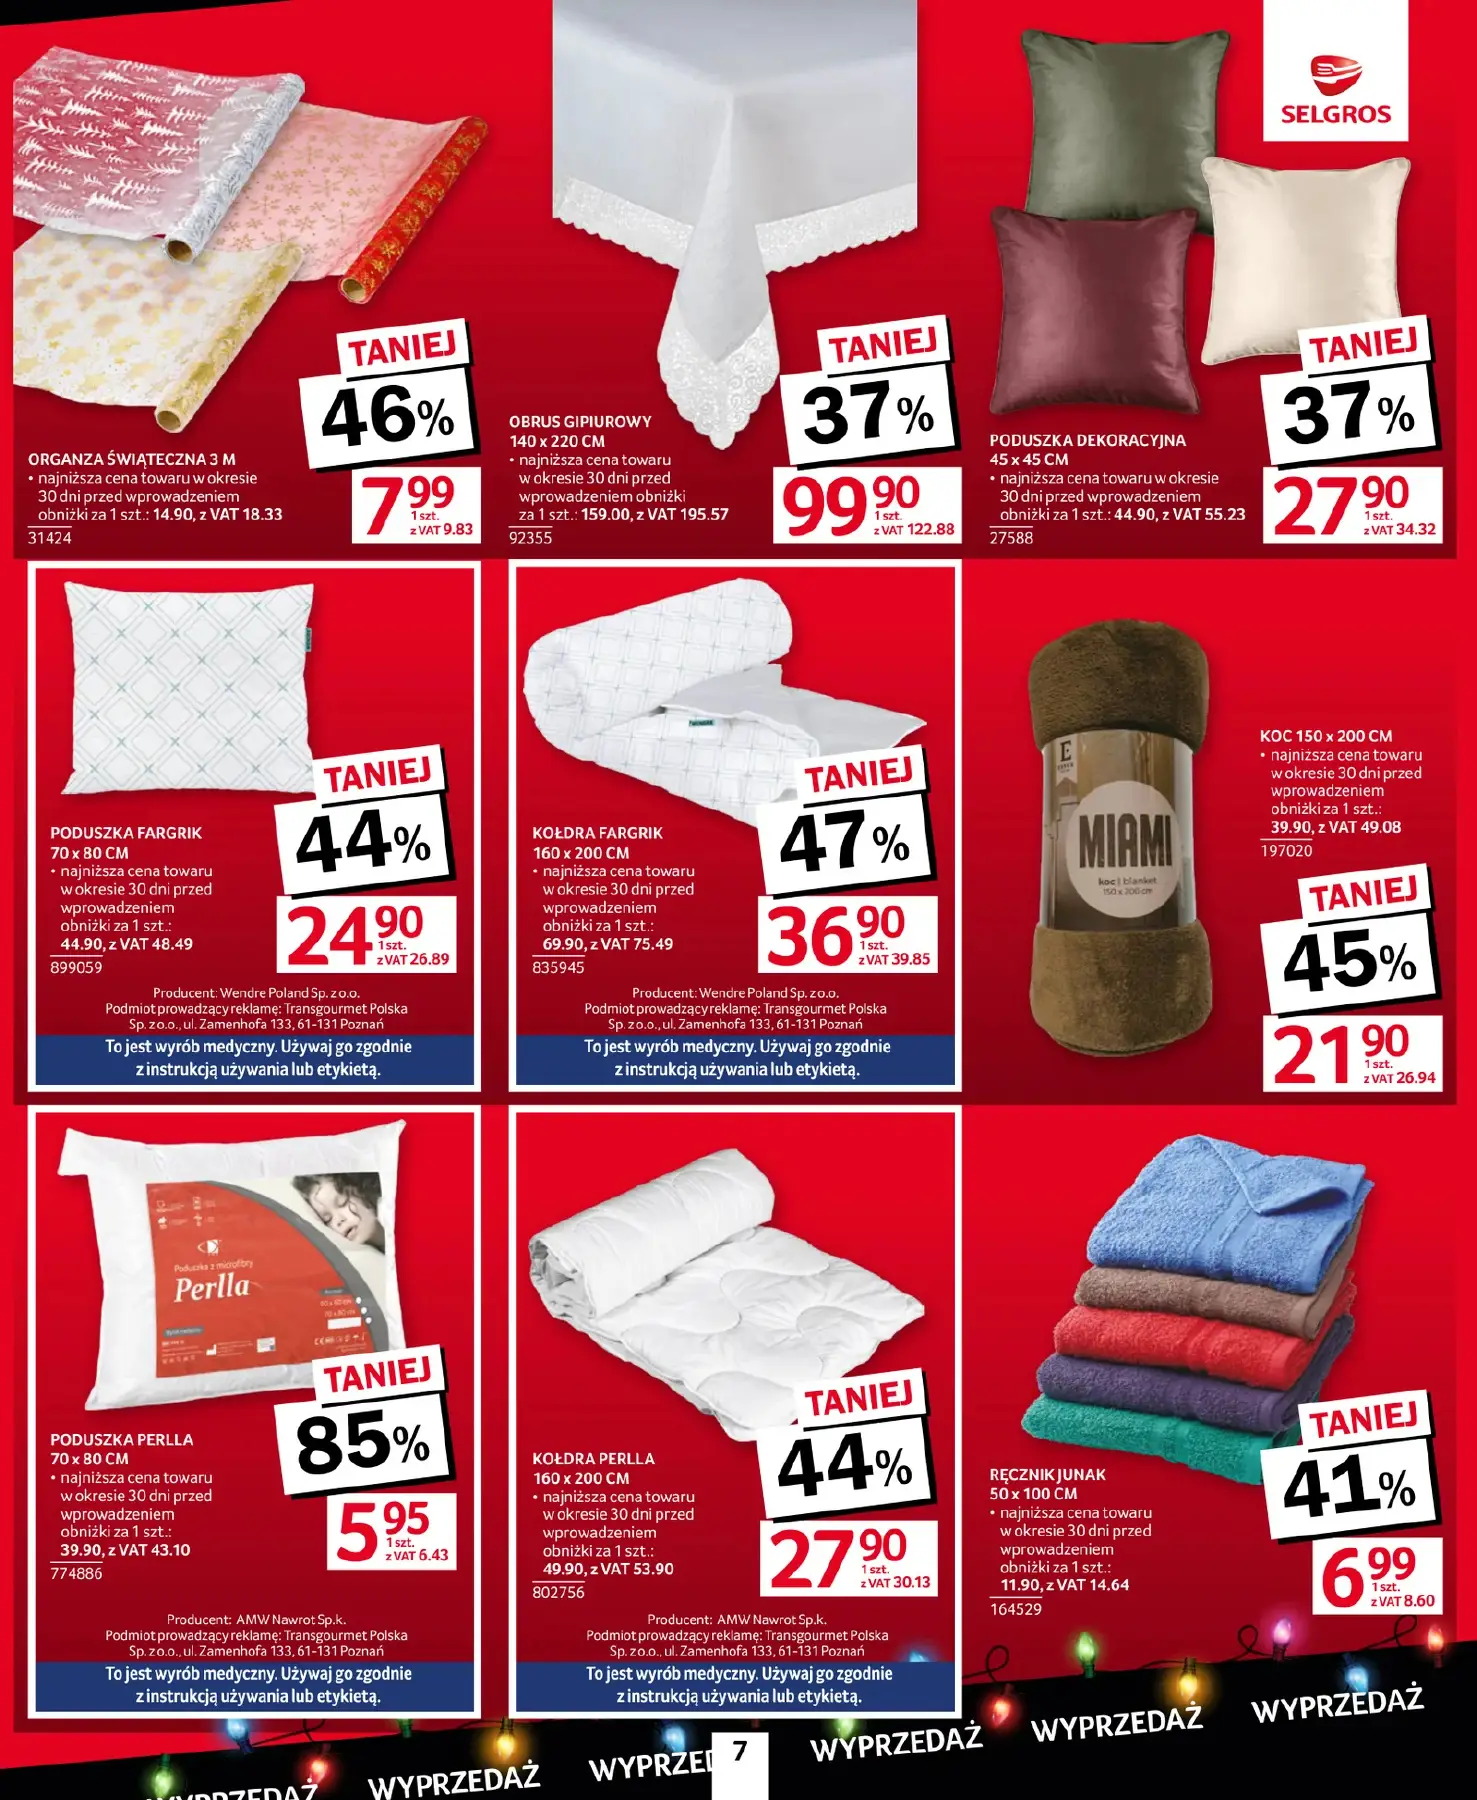 SELGROS
TANIEJ
46%
ORGANZA ŚWIĄTECZNA 3 M
• najniższa cena towaru w okresie
30 dni przed wprowadzeniem
obniżki za 1 szt.: 14.90, z VAT 18.33
31424
7 99
1 szt.
z VAT 9.83
TANIEJ
37%
OBRUS GIPIUROWY
140 x 220 CM
• najniższa cena towaru
w okresie 30 dni przed
wprowadzeniem obniżki
za 1 szt.: 159.00, z VAT 195.57
92355
99 90
1 szt.
z VAT 122.88
TANIEJ
37%
PODUSZKA DEKORACYJNA
45 x 45 CM
• najniższa cena towaru w okresie
30 dni przed wprowadzeniem
obniżki za 1 szt.: 44.90, z VAT 55.23
27588
27 90
1 szt.
z VAT 34.32
TANIEJ
44%
PODUSZKA FARGRIK
70 x 80 CM
• najniższa cena towaru
w okresie 30 dni przed
wprowadzeniem
obniżki za 1 szt.:
44.90, z VAT 48.49
899059
24 90
1 szt.
z VAT 26.89
Producent: Wendre Poland Sp. z o.o.
Podmiot prowadzący reklamę: Transgourmet Polska
Sp. z o.o., ul. Zamenhofa 133, 61-131 Poznań
To jest wyrób medyczny. Używaj go zgodnie
z instrukcją używania lub etykietą.
TANIEJ
47%
KOŁDRA FARGRIK
160 x 200 CM
• najniższa cena towaru
w okresie 30 dni przed
wprowadzeniem
obniżki za 1 szt.:
69.90, z VAT 75.49
835945
36 90
1 szt.
z VAT 39.85
Producent: Wendre Poland Sp. z o.o.
Podmiot prowadzący reklamę: Transgourmet Polska
Sp. z o.o., ul. Zamenhofa 133, 61-131 Poznań
To jest wyrób medyczny. Używaj go zgodnie
z instrukcją używania lub etykietą.
E
MIAMI
koc | blanket
150 x 200 cm
KOC 150 x 200 CM
• najniższa cena towaru
w okresie 30 dni przed
wprowadzeniem
obniżki za 1 szt.:
39.90, z VAT 49.08
197020
TANIEJ
45%
21 90
1 szt.
z VAT 26.94
Poduszka z microfibry
Perlla
TANIEJ
85%
PODUSZKA PERLLA
70 x 80 CM
• najniższa cena towaru
w okresie 30 dni przed
wprowadzeniem
obniżki za 1 szt.:
39.90, z VAT 43.10
774886
5 95
1 szt.
z VAT 6.43
Producent: AMW Nawrot Sp.k.
Podmiot prowadzący reklamę: Transgourmet Polska
Sp. z o.o., ul. Zamenhofa 133, 61-131 Poznań
To jest wyrób medyczny. Używaj go zgodnie
z instrukcją używania lub etykietą.
TANIEJ
44%
KOŁDRA PERLLA
160 x 200 CM
• najniższa cena towaru
w okresie 30 dni przed
wprowadzeniem
obniżki za 1 szt.:
49.90, z VAT 53.90
802756
27 90
1 szt.
z VAT 30.13
Producent: AMW Nawrot Sp.k.
Podmiot prowadzący reklamę: Transgourmet Polska
Sp. z o.o., ul. Zamenhofa 133, 61-131 Poznań
To jest wyrób medyczny. Używaj go zgodnie
z instrukcją używania lub etykietą.
TANIEJ
41%
RĘCZNIK JUNAK
50 x 100 CM
• najniższa cena towaru
w okresie 30 dni przed
wprowadzeniem
obniżki za 1 szt.:
11.90, z VAT 14.64
164529
6 99
1 szt.
z VAT 8.60
WYPRZEDAŻ WYPRZEDAŻ WYPRZED WYPRZEDAŻ WYPRZEDAŻ WYPRZEDAŻ
7